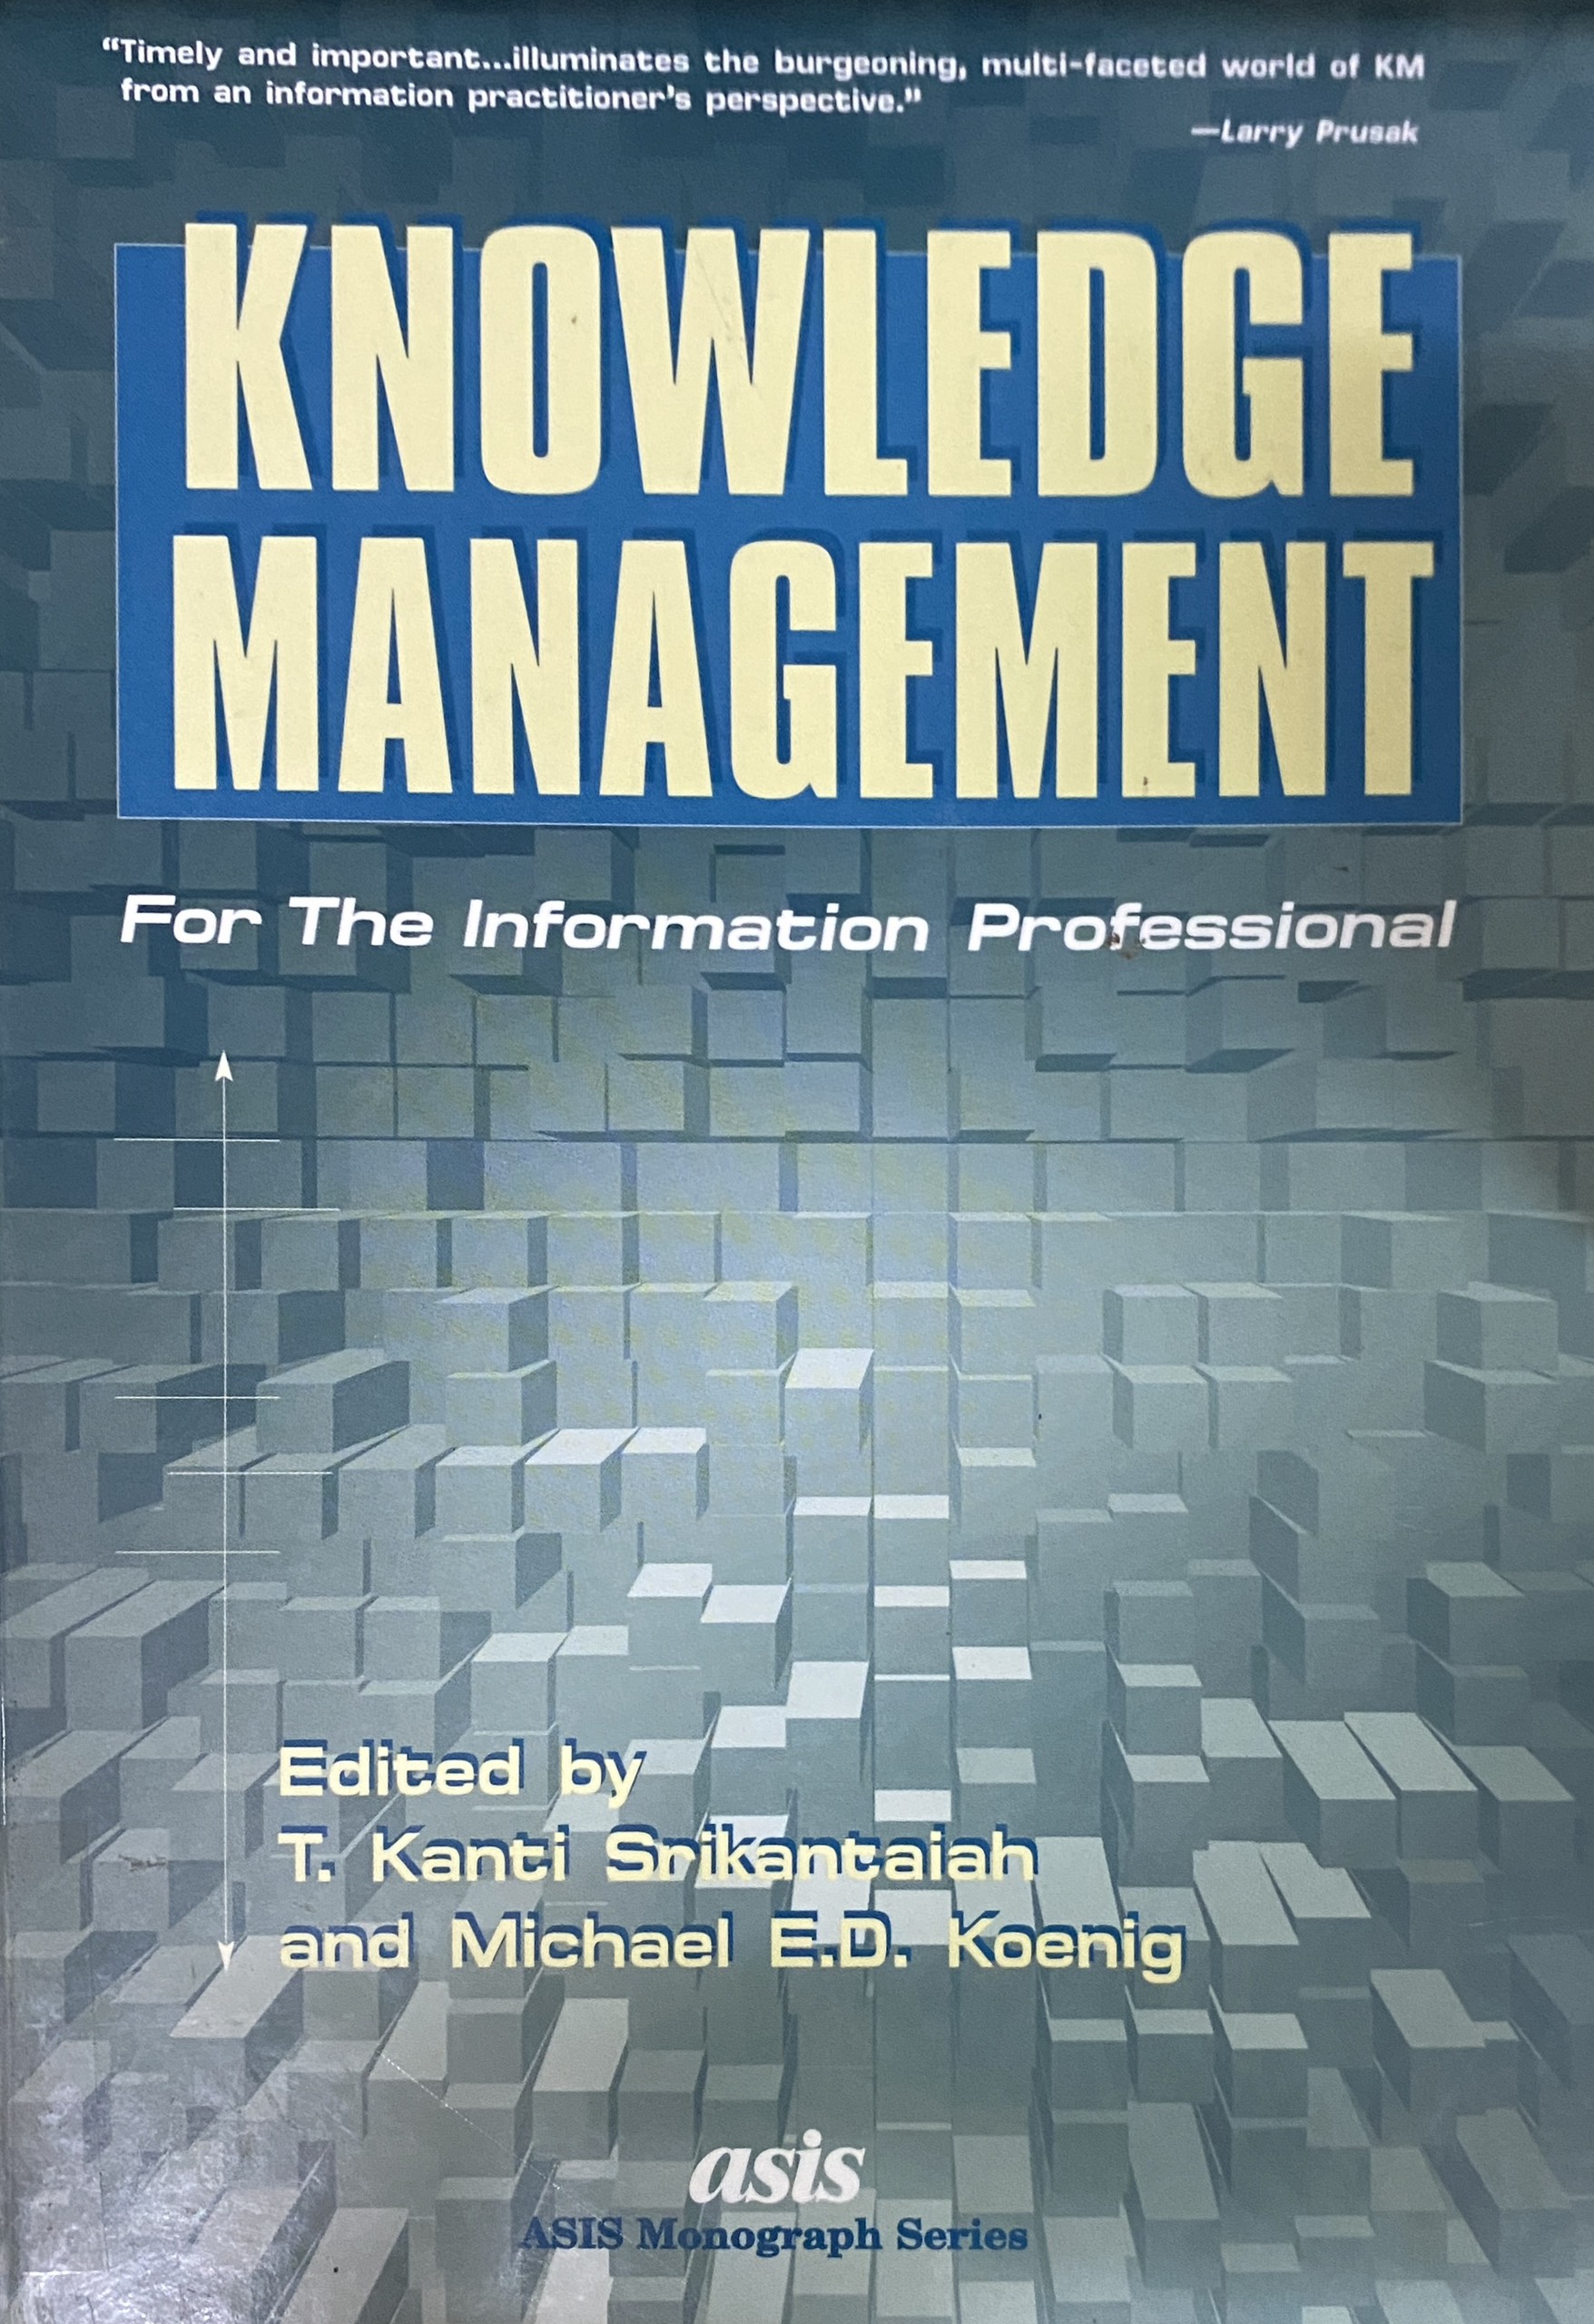 “Timely and important...illuminates the burgeoning, multi-faceted world of KM
from an information practitioner’s perspective.”
—Larry Prusak
KNOWLEDGE
MANAGEMENT
For The Information Professional
Edited by
T. Kanti Srikantaiah
and Michael E.D. Koenig
asis
ASIS Monograph Series